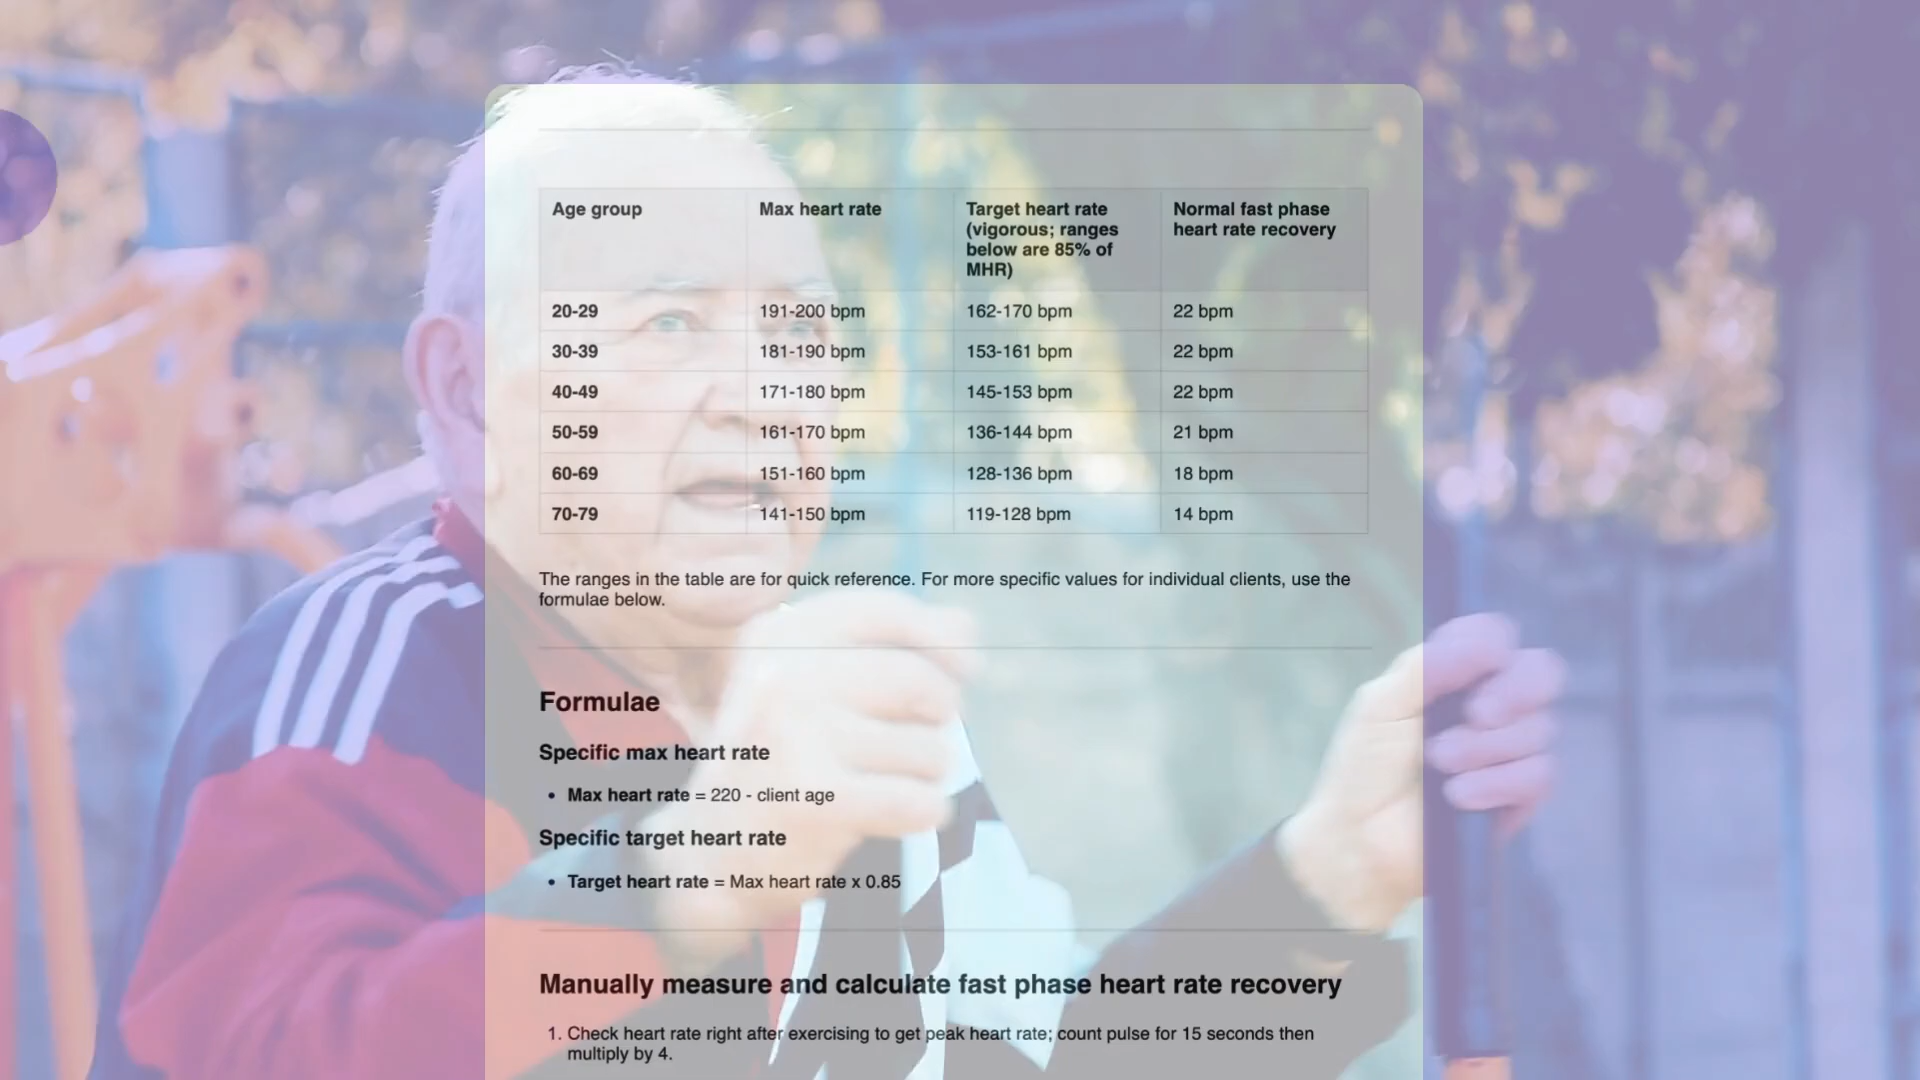 Age group Max heart rate Target heart rate (vigorous; ranges below are 85% of MHR) Normal fast phase heart rate recovery
20-29 191-200 bpm 162-170 bpm 22 bpm
30-39 181-190 bpm 153-161 bpm 22 bpm
40-49 171-180 bpm 145-153 bpm 22 bpm
50-59 161-170 bpm 136-144 bpm 21 bpm
60-69 151-160 bpm 128-136 bpm 18 bpm
70-79 141-150 bpm 119-128 bpm 14 bpm
The ranges in the table are for quick reference. For more specific values for individual clients, use the
formulae below.
Formulae
Specific max heart rate
• Max heart rate = 220 - client age
Specific target heart rate
• Target heart rate = Max heart rate x 0.85
Manually measure and calculate fast phase heart rate recovery
1. Check heart rate right after exercising to get peak heart rate; count pulse for 15 seconds then
multiply by 4.